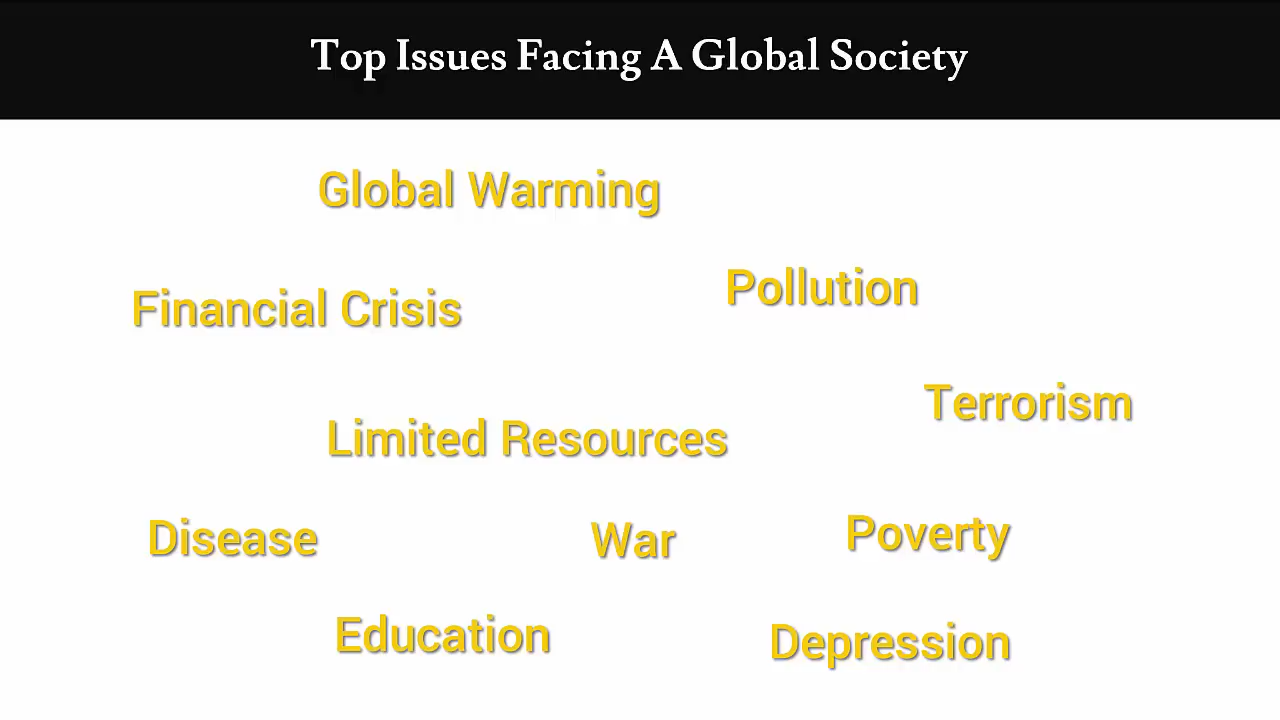 Top Issues Facing A Global Society
Global Warming
Pollution
Financial Crisis
Terrorism
Limited Resources
Disease
War
Poverty
Education
Depression